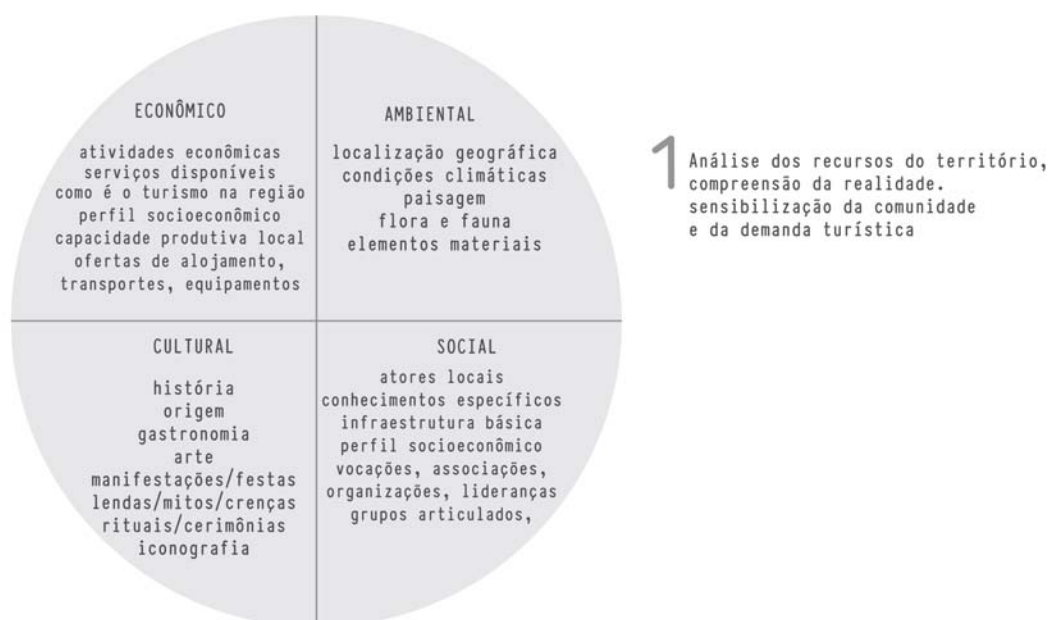 ECONÔMICO
atividades econômicas
serviços disponíveis
como é o turismo na região
perfil socioeconômico
capacidade produtiva local
ofertas de alojamento,
transportes, equipamentos
AMBIENTAL
localização geográfica
condições climáticas
paisagem
flora e fauna
elementos materiais
1
Análise dos recursos do território,
compreensão da realidade.
sensibilização da comunidade
e da demanda turística
CULTURAL
história
origem
gastronomia
arte
manifestações/festas
lendas/mitos/crenças
rituais/cerimônias
iconografia
SOCIAL
atores locais
conhecimentos específicos
infraestrutura básica
perfil socioeconômico
vocações, associações,
organizações, lideranças
grupos articulados,